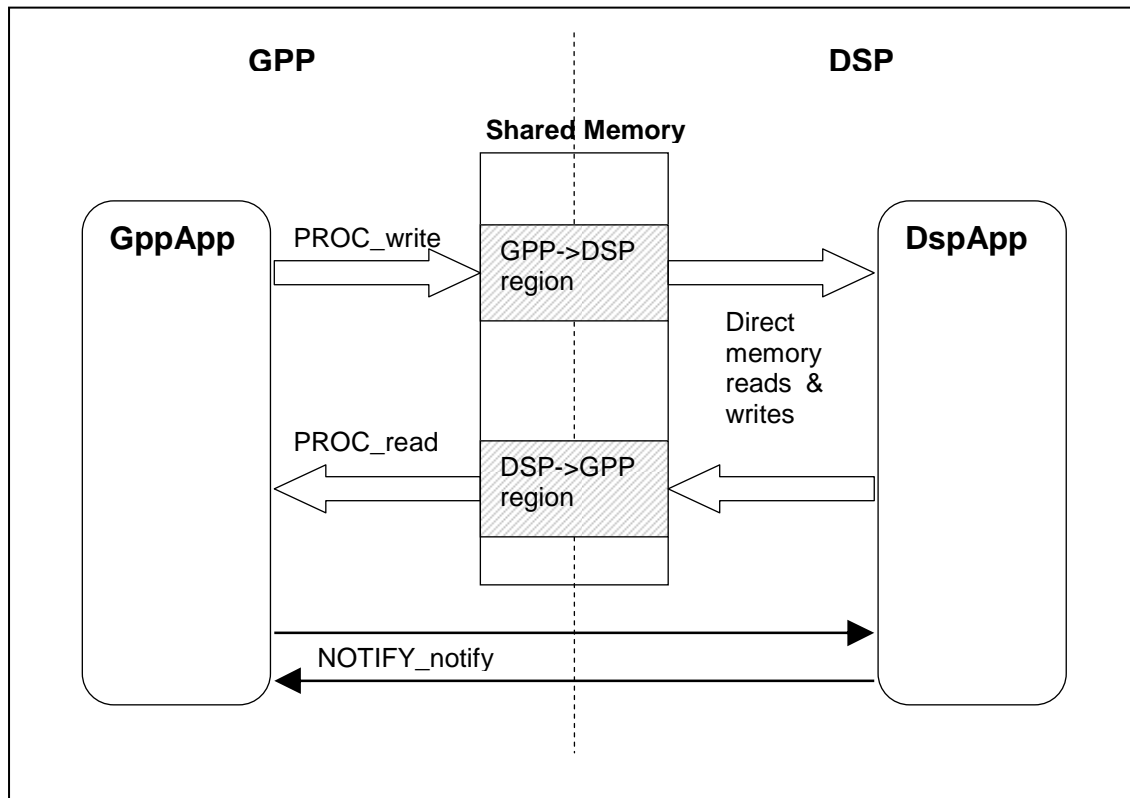 GPP
DSP
Shared Memory
GppApp
PROC_write
GPP->DSP
region
DspApp
Direct
memory
reads &
writes
PROC_read
DSP->GPP
region
NOTIFY_notify